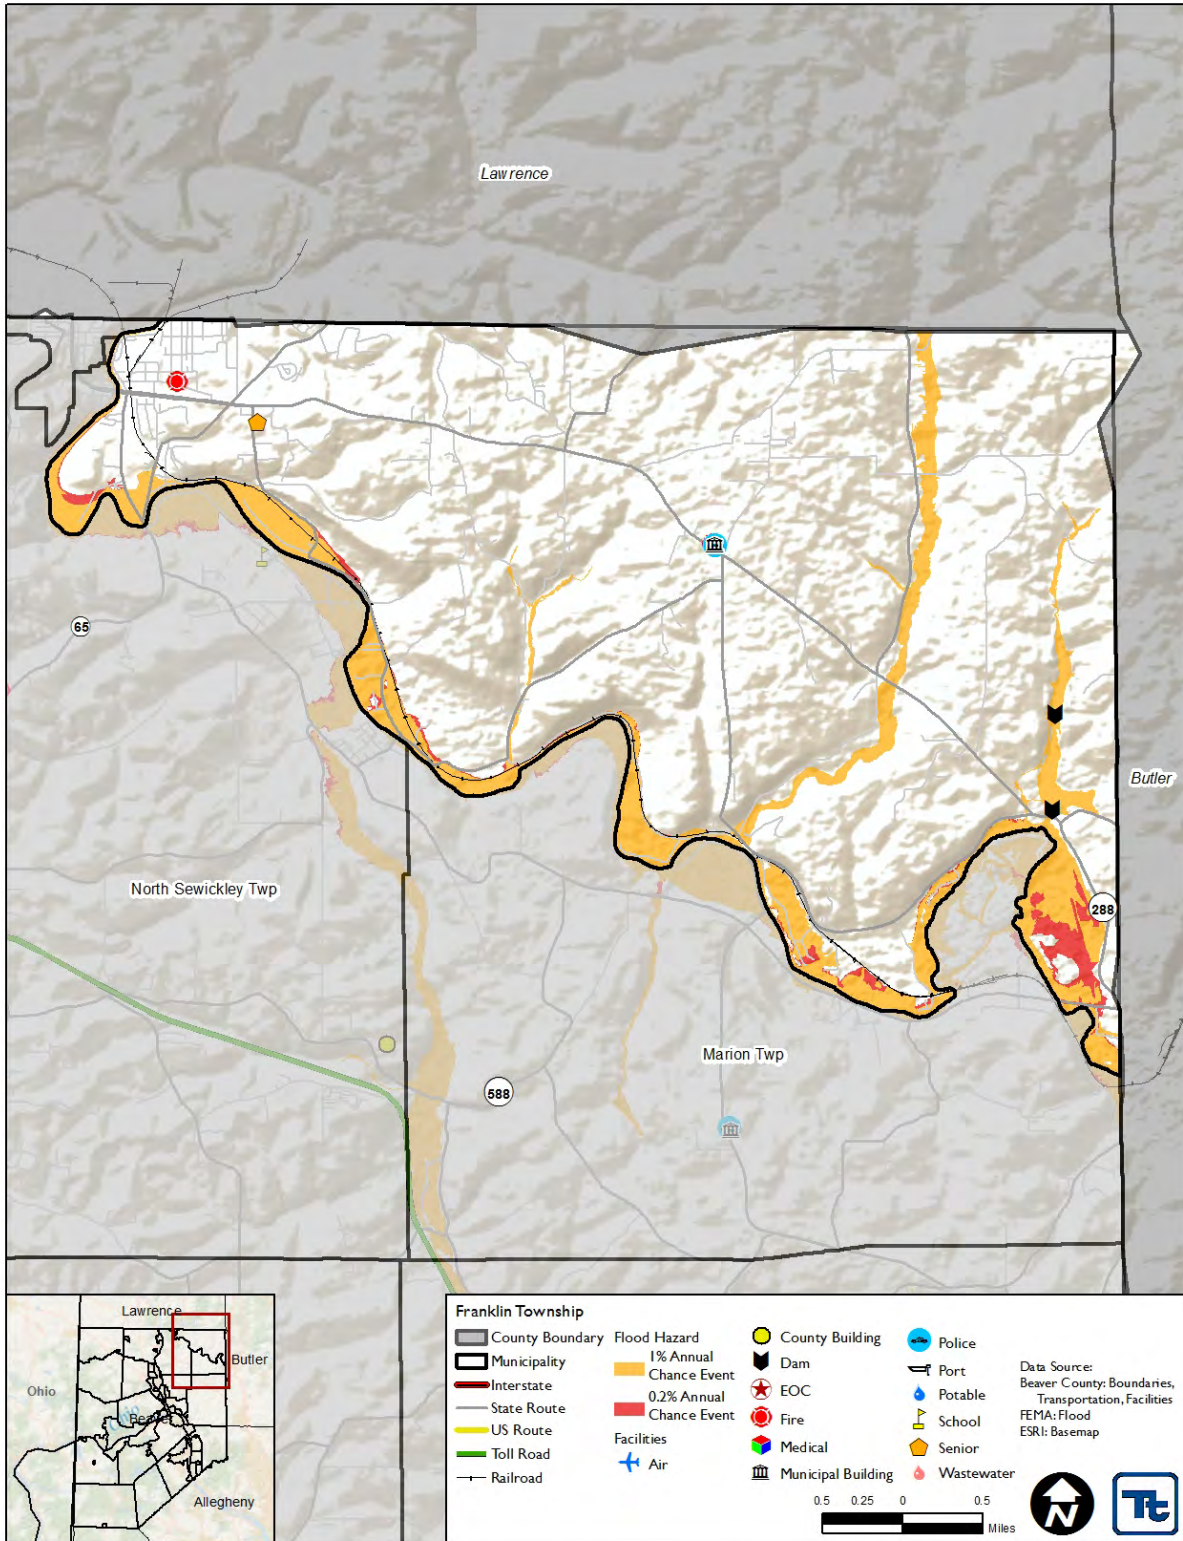 Lawrence
65
Butler
North Sewickley Twp
288
Marion Twp
588
Lawrence
Butler
Ohio
Ohio
Beaver
Allegheny
Franklin Township
County Boundary
Municipality
Interstate
State Route
US Route
Toll Road
Railroad
Flood Hazard
1% Annual
Chance Event
0.2% Annual
Chance Event
Facilities
Air
County Building
Dam
EOC
Fire
Medical
Municipal Building
Police
Port
Potable
School
Senior
Wastewater
Data Source:
Beaver County: Boundaries,
Transportation, Facilities
FEMA: Flood
ESRI: Basemap
0.5 0.25 0 0.5
Miles
N
Tt